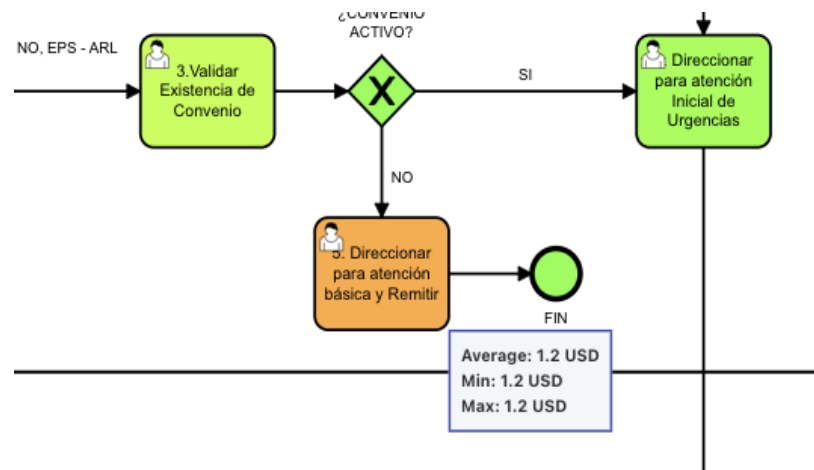 ¿CONVENIO
ACTIVO?
NO, EPS - ARL
3.Validar
Existencia de
Convenio
SI
Direccionar
para atención
Inicial de
Urgencias
NO
5. Direccionar
para atención
básica y Remitir
FIN
Average: 1.2 USD
Min: 1.2 USD
Max: 1.2 USD